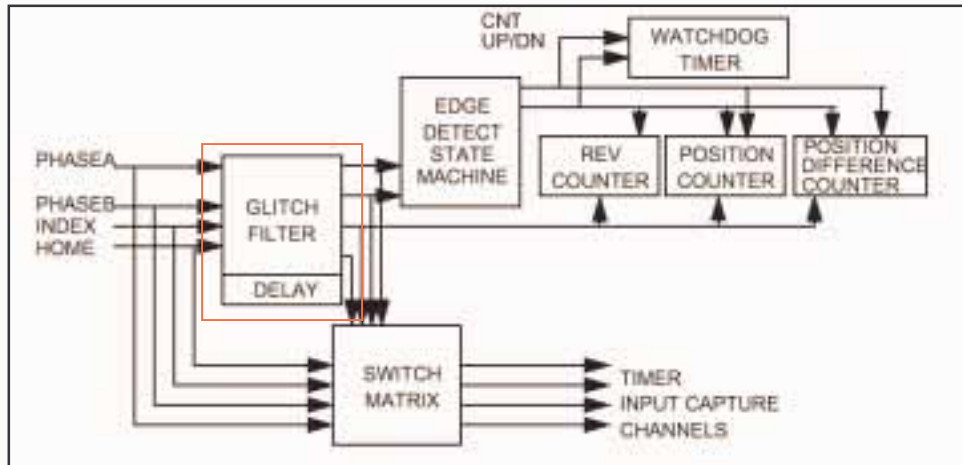 CNT
UP/DN
WATCHDOG
TIMER
EDGE
DETECT
STATE
MACHINE
REV
COUNTER
POSITION
COUNTER
POSITION
DIFFERENCE
COUNTER
PHASEA
PHASEB
INDEX
HOME
GLITCH
FILTER
DELAY
SWITCH
MATRIX
TIMER
INPUT CAPTURE
CHANNELS